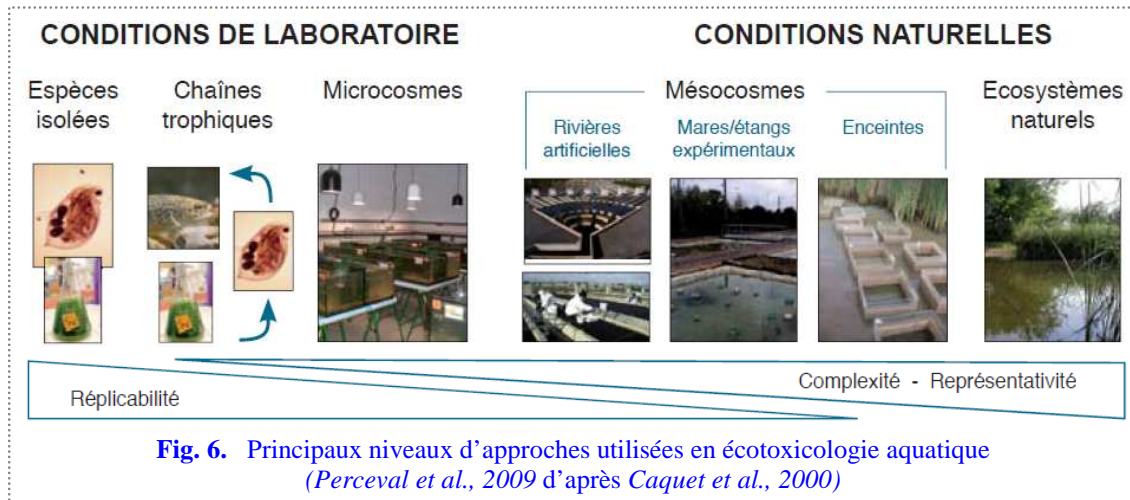 CONDITIONS DE LABORATOIRE
CONDITIONS NATURELLES
Espèces
isolées
Chaînes
trophiques
Microcosmes
Mésocosmes
Rivières
artificielles
Mares/étangs
expérimentaux
Enceintes
Ecosystèmes
naturels
Réplicabilité
Complexité - Représentativité
Fig. 6. Principaux niveaux d'approches utilisées en écotoxicologie aquatique
(Perceval et al., 2009 d'après Caquet et al., 2000)